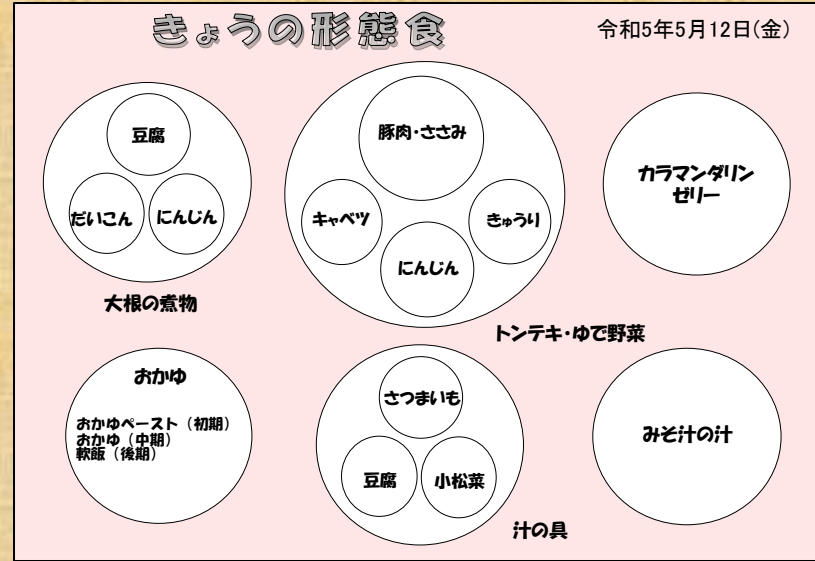 きょうの形態食
令和5年5月12日(金)
豆腐
だいこん
にんじん
大根の煮物
豚肉・ささみ
キャベツ
きゅうり
にんじん
トンテキ・ゆで野菜
カラマンダリン
ゼリー
おかゆ
おかゆペースト（初期）
おかゆ（中期）
軟飯（後期）
さつまいも
豆腐
小松菜
汁の具
みそ汁の汁